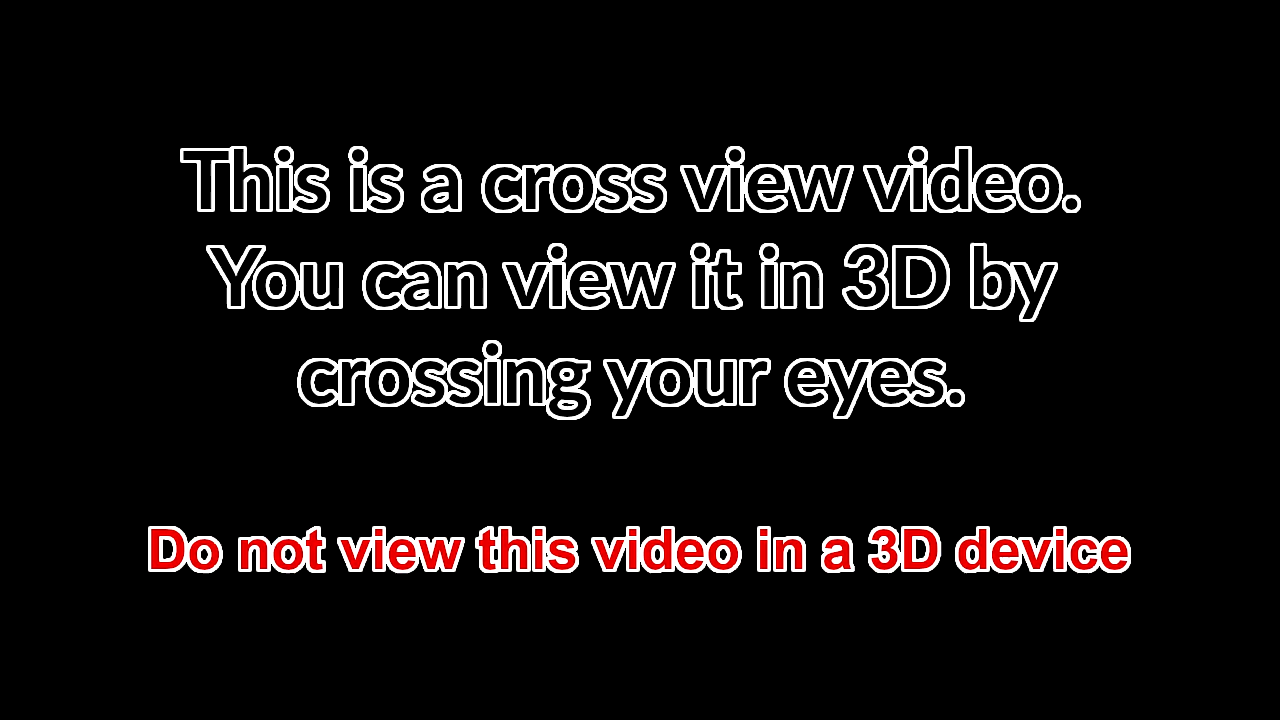 This is a cross view video.
You can view it in 3D by
crossing your eyes.
Do not view this video in a 3D device